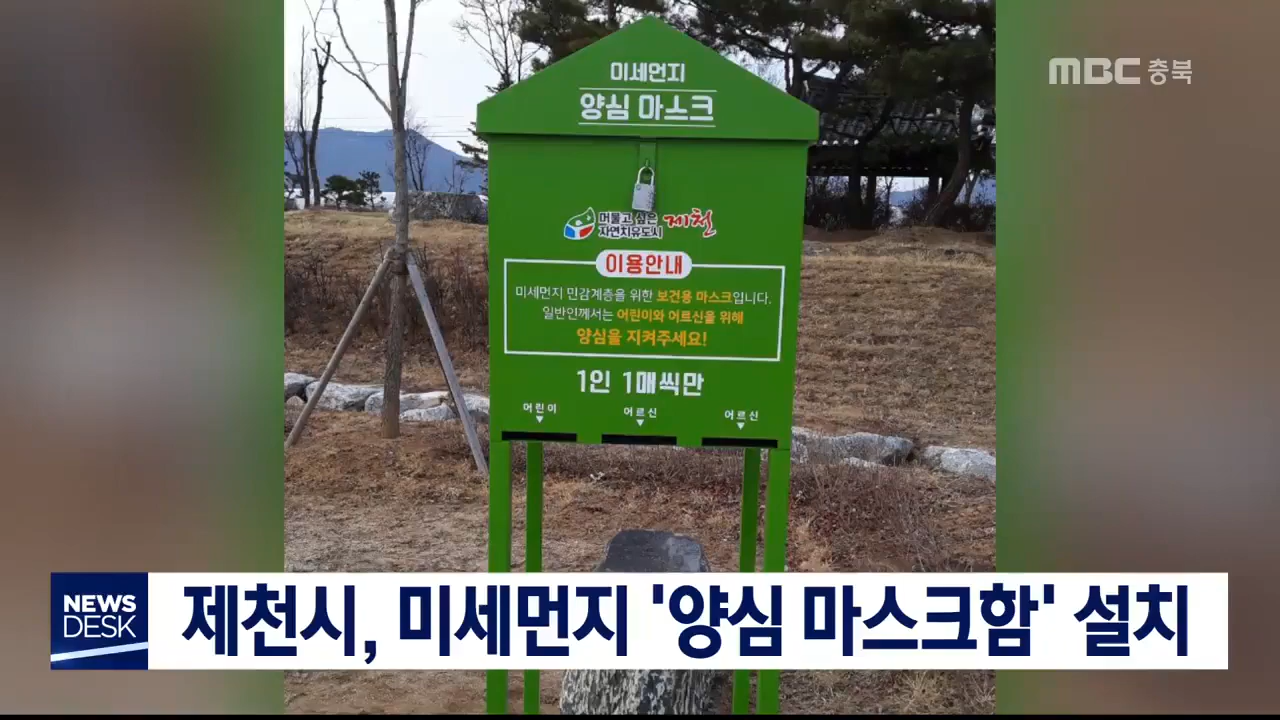 미세먼지
양심 마스크
MBC 충북
머물고 싶은
자연치유도시
제천
이용안내
미세먼지 민감계층을 위한 보건용 마스크입니다.
일반인께서는 어린이와 어르신을 위해
양심을 지켜주세요!
1인 1매씩만
어린이 어르신 어르신
NEWS
DESK
제천시, 미세먼지 '양심 마스크함' 설치